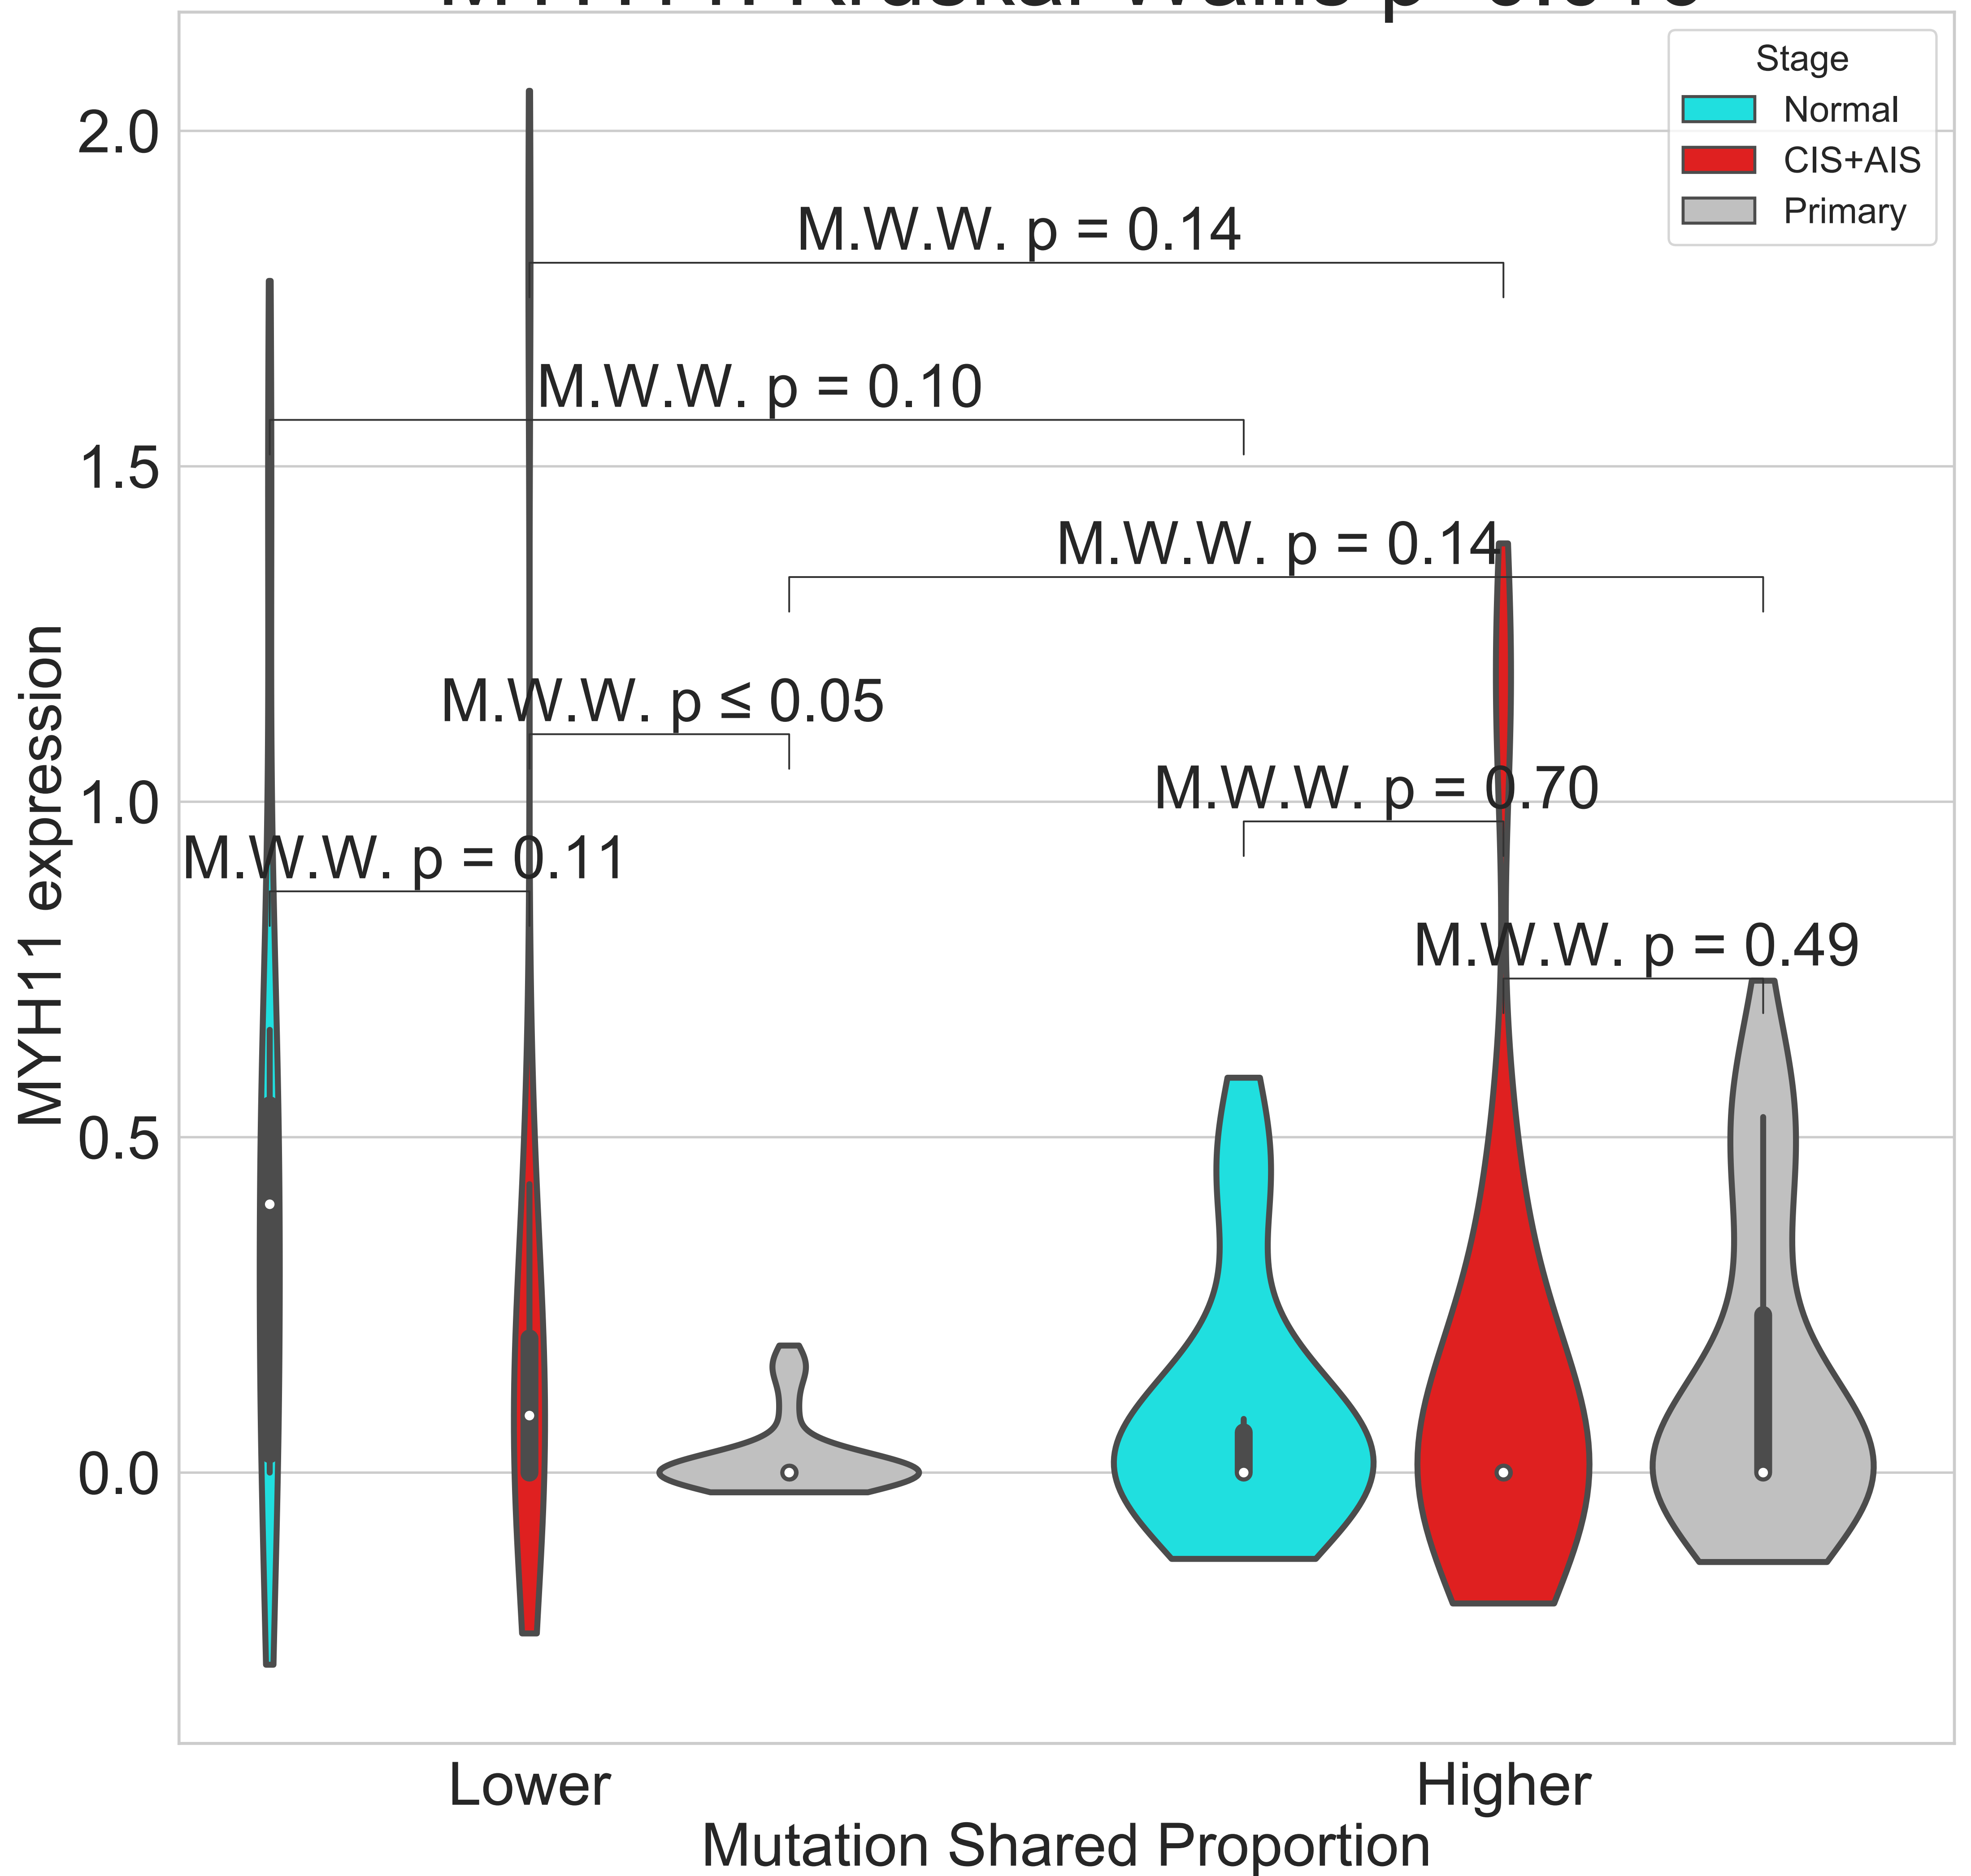 Stage
Normal
CIS+AIS
Primary
2.0
1.5
1.0
0.5
0.0
MYH11 expression
M.W.W. p = 0.14
M.W.W. p = 0.10
M.W.W. p = 0.14
M.W.W. p ≤ 0.05
M.W.W. p = 0.70
M.W.W. p = 0.11
M.W.W. p = 0.49
Lower
Higher
Mutation Shared Proportion